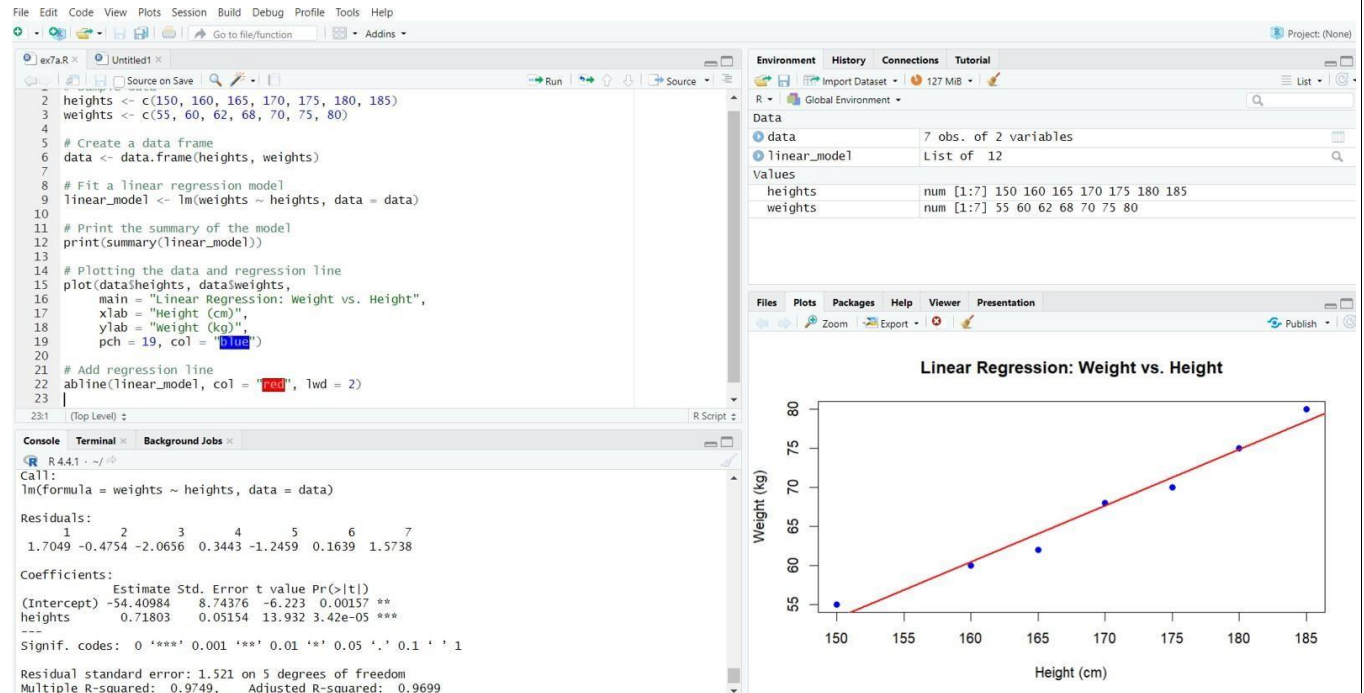 File Edit Code View Plots Session Build Debug Profile Tools Help
Go to file/function Addins Project: (None)
ex7a.R Untitled1
Source on Save Run Source
2 heights <- c(150, 160, 165, 170, 175, 180, 185)
3 weights <- c(55, 60, 62, 68, 70, 75, 80)
4
5 # Create a data frame
6 data <- data.frame(heights, weights)
7
8 # Fit a linear regression model
9 linear_model <- lm(weights ~ heights, data = data)
10
11 # Print the summary of the model
12 print(summary(linear_model))
13
14 # Plotting the data and regression line
15 plot(data$heights, data$weights,
16 main = "Linear Regression: Weight vs. Height",
17 xlab = "Height (cm)",
18 ylab = "Weight (kg)",
19 pch = 19, col = "blue")
20
21 # Add regression line
22 abline(linear_model, col = "red", lwd = 2)
23
23:1 (Top Level) R Script
Console Terminal Background Jobs
R R 4.4.1 · ~/
Call:
lm(formula = weights ~ heights, data = data)
Residuals:
1 2 3 4 5 6 7
1.7049 -0.4754 -2.0656 0.3443 -1.2459 0.1639 1.5738
Coefficients:
Estimate Std. Error t value Pr(>|t|)
(Intercept) -54.40984 8.74376 -6.223 0.00157 **
heights 0.71803 0.05154 13.932 3.42e-05 ***
---
Signif. codes: 0 ‘***’ 0.001 ‘**’ 0.01 ‘*’ 0.05 ‘.’ 0.1 ‘ ’ 1
Residual standard error: 1.521 on 5 degrees of freedom
Multiple R-squared: 0.9749, Adjusted R-squared: 0.9699
Environment History Connections Tutorial
Import Dataset 127 MiB List
R Global Environment
Data
data 7 obs. of 2 variables
linear_model List of 12
Values
heights num [1:7] 150 160 165 170 175 180 185
weights num [1:7] 55 60 62 68 70 75 80
Files Plots Packages Help Viewer Presentation
Zoom Export Publish
Linear Regression: Weight vs. Height
Weight (kg)
80
75
70
65
60
55
150 155 160 165 170 175 180 185
Height (cm)